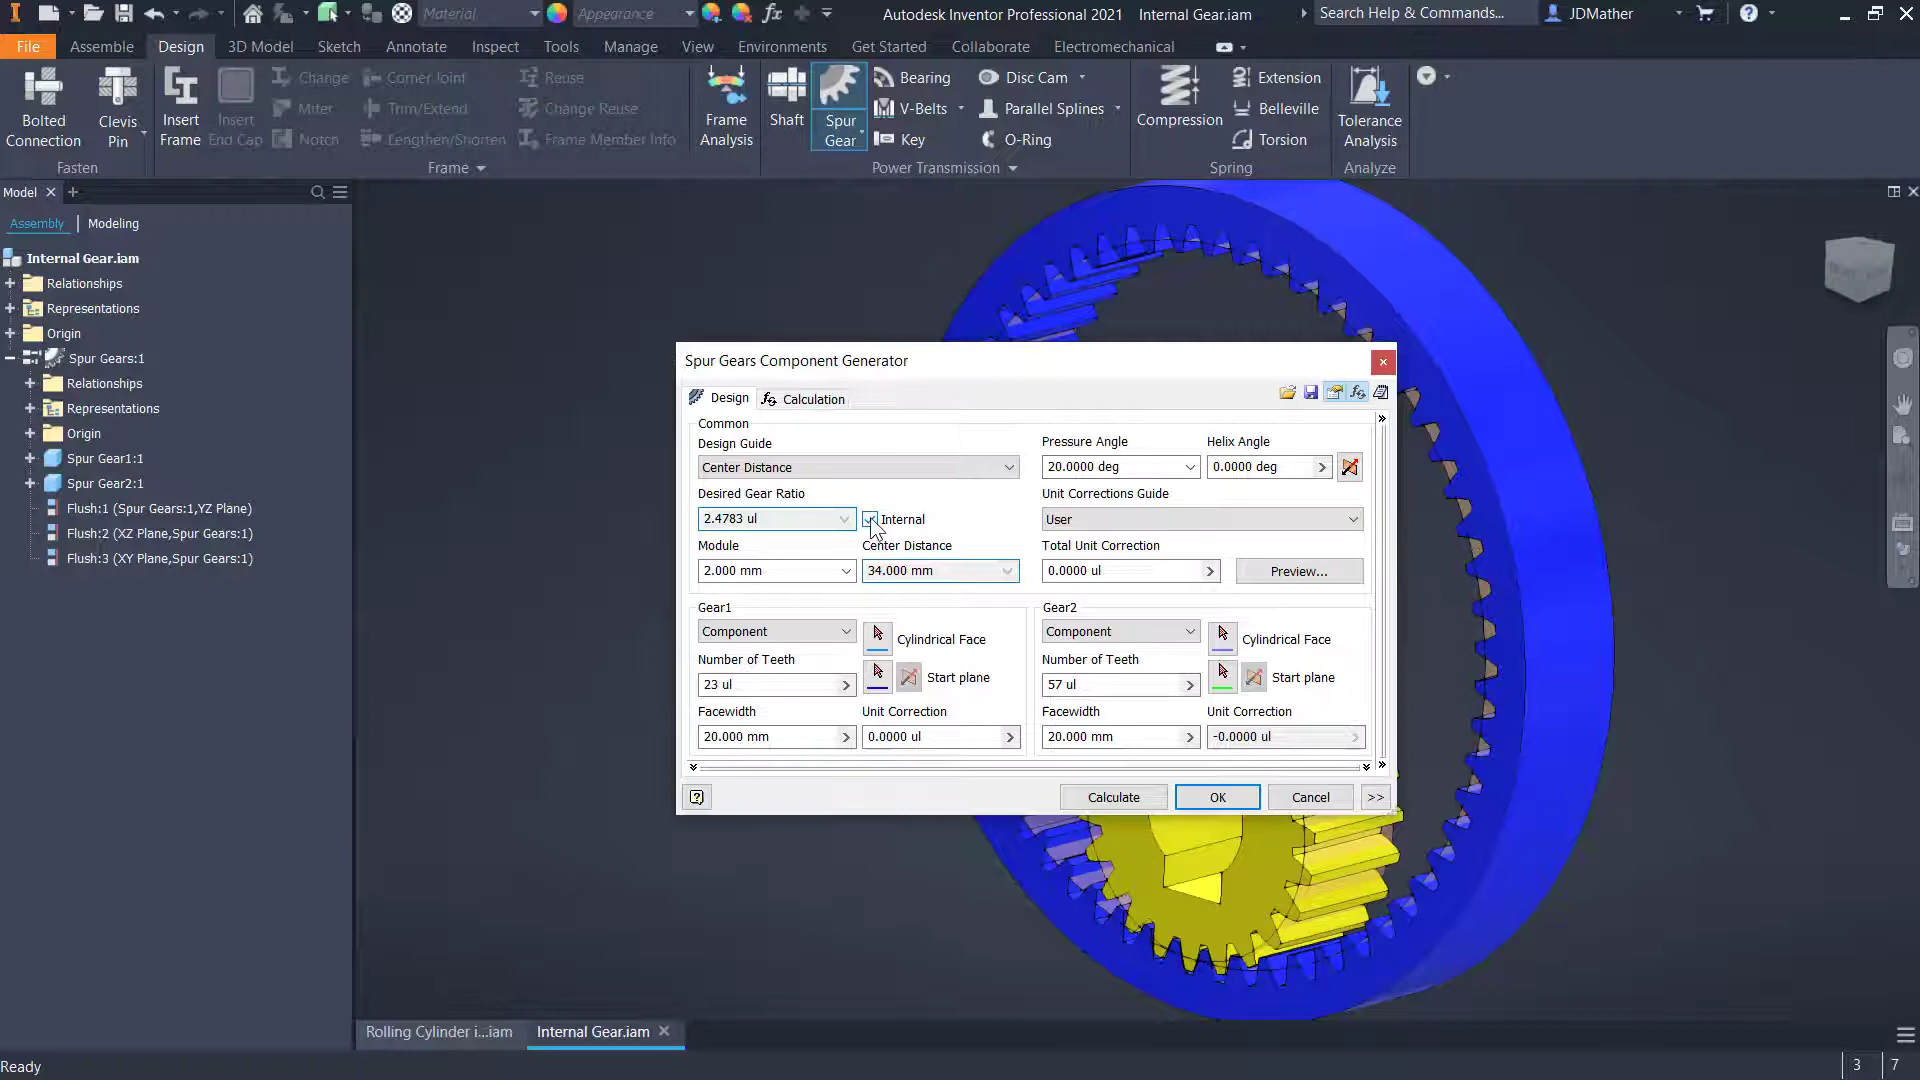 Material
Appearance
Autodesk Inventor Professional 2021 Internal Gear.iam
Search Help & Commands...
JDMather
File
Assemble
Design
3D Model
Sketch
Annotate
Inspect
Tools
Manage
View
Environments
Get Started
Collaborate
Electromechanical
Bolted Connection
Clevis Pin
Fasten
Insert Frame
Insert End Cap
Change
Miter
Notch
Corner Joint
Trim/Extend
Lengthen/Shorten
Reuse
Change Reuse
Frame Member Info
Frame
Frame Analysis
Shaft
Spur Gear
Bearing
V-Belts
Key
Disc Cam
Parallel Splines
O-Ring
Power Transmission
Compression
Extension
Belleville
Torsion
Spring
Tolerance Analysis
Analyze
Model
Assembly
Modeling
Internal Gear.iam
Relationships
Representations
Origin
Spur Gears:1
Relationships
Representations
Origin
Spur Gear1:1
Spur Gear2:1
Flush:1 (Spur Gears:1,YZ Plane)
Flush:2 (XZ Plane,Spur Gears:1)
Flush:3 (XY Plane,Spur Gears:1)
Spur Gears Component Generator
Design
Calculation
Common
Design Guide
Center Distance
Pressure Angle
20.0000 deg
Helix Angle
0.0000 deg
Desired Gear Ratio
2.4783 ul
Internal
Unit Corrections Guide
User
Module
2.000 mm
Center Distance
34.000 mm
Total Unit Correction
0.0000 ul
Preview...
Gear1
Component
Cylindrical Face
Number of Teeth
23 ul
Start plane
Facewidth
20.000 mm
Unit Correction
0.0000 ul
Gear2
Component
Cylindrical Face
Number of Teeth
57 ul
Start plane
Facewidth
20.000 mm
Unit Correction
-0.0000 ul
Calculate
OK
Cancel
>>
Rolling Cylinder i...iam
Internal Gear.iam
Ready
3
7